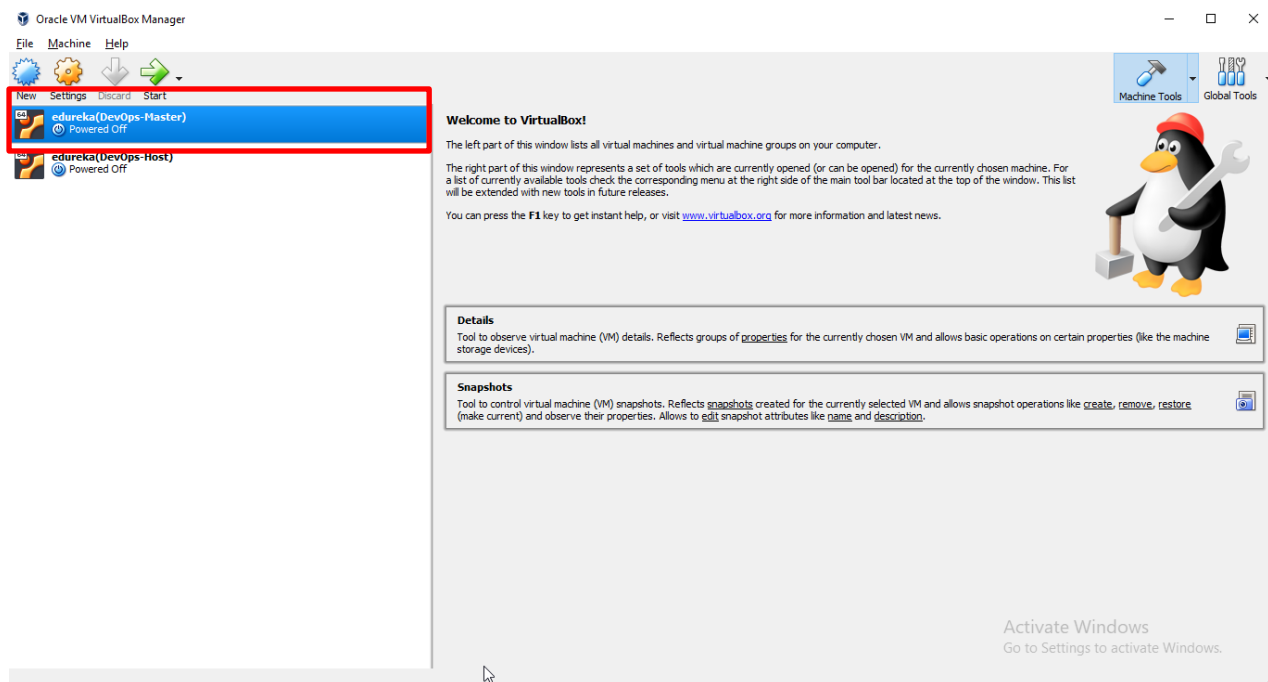 Oracle VM VirtualBox Manager
File Machine Help
New Settings Discard Start
Machine Tools Global Tools
64
edureka(DevOps-Master)
Powered Off
64
edureka(DevOps-Host)
Powered Off
Welcome to VirtualBox!
The left part of this window lists all virtual machines and virtual machine groups on your computer.
The right part of this window represents a set of tools which are currently opened (or can be opened) for the currently chosen machine. For
a list of currently available tools check the corresponding menu at the right side of the main tool bar located at the top of the window. This list
will be extended with new tools in future releases.
You can press the F1 key to get instant help, or visit www.virtualbox.org for more information and latest news.
Details
Tool to observe virtual machine (VM) details. Reflects groups of properties for the currently chosen VM and allows basic operations on certain properties (like the machine
storage devices).
Snapshots
Tool to control virtual machine (VM) snapshots. Reflects snapshots created for the currently selected VM and allows snapshot operations like create, remove, restore
(make current) and observe their properties. Allows to edit snapshot attributes like name and description.
Activate Windows
Go to Settings to activate Windows.